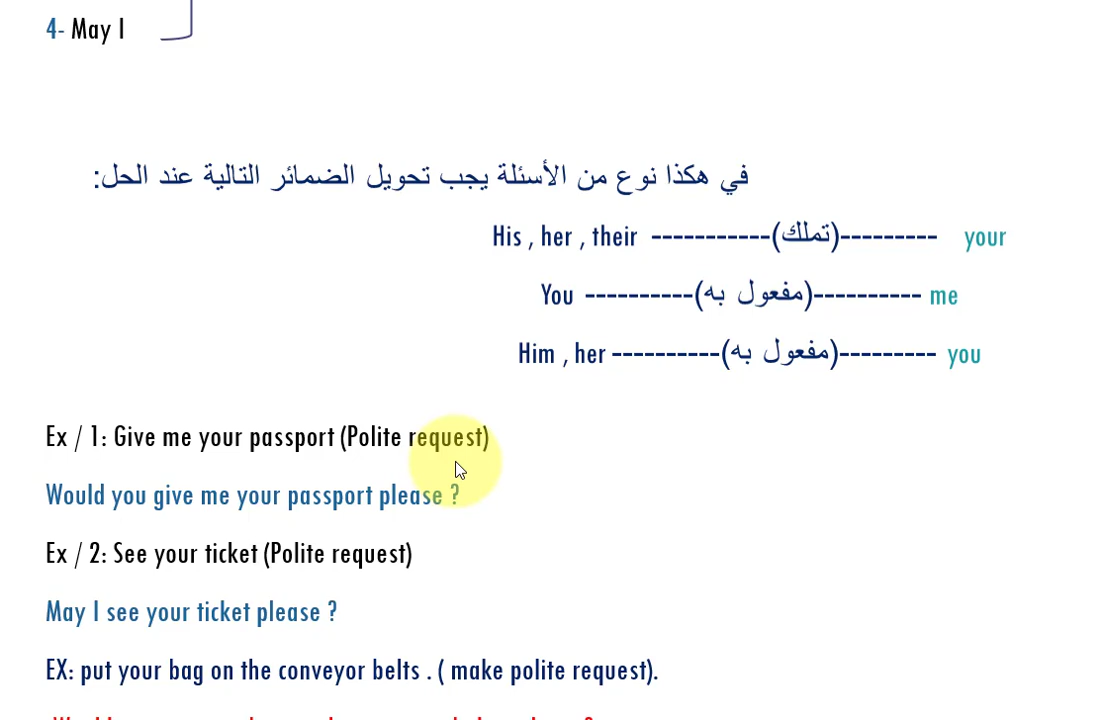 4- May I
في هكذا نوع من الأسئلة يجب تحويل الضمائر التالية عند الحل:
His , her , their -----------(تملك)--------- your
You ----------(مفعول به)---------- me
Him , her ----------(مفعول به)--------- you
Ex / 1: Give me your passport (Polite request)
Would you give me your passport please ?
Ex / 2: See your ticket (Polite request)
May I see your ticket please ?
EX: put your bag on the conveyor belts . ( make polite request).